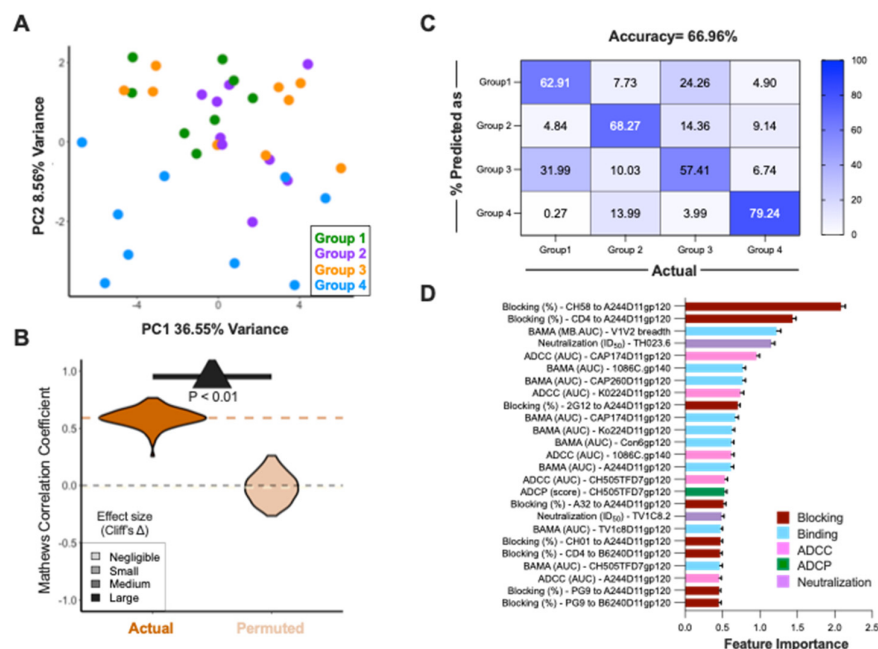 A
2
0
-2
PC2 8.56% Variance
-4
0
4
PC1 36.55% Variance
Group 1
Group 2
Group 3
Group 4
B
1.0
0.5
0.0
-0.5
-1.0
Mathews Correlation Coefficient
P < 0.01
Effect size
(Cliff's Δ)
Negligible
Small
Medium
Large
Actual
Permuted
C
Accuracy= 66.96%
% Predicted as
Group1 62.91 7.73 24.26 4.90
Group 2 4.84 68.27 14.36 9.14
Group 3 31.99 10.03 57.41 6.74
Group 4 0.27 13.99 3.99 79.24
Group1 Group 2 Group 3 Group 4
Actual
100
80
60
40
20
0
D
Blocking (%) - CH58 to A244D11gp120
Blocking (%) - CD4 to A244D11gp120
BAMA (MB.AUC) - V1V2 breadth
Neutralization (ID50) - TH023.6
ADCC (AUC) - CAP174D11gp120
BAMA (AUC) - 1086C.gp140
BAMA (AUC) - CAP260D11gp120
ADCC (AUC) - K0224D11gp120
Blocking (%) - 2G12 to A244D11gp120
BAMA (AUC) - CAP174D11gp120
BAMA (AUC) - Ko224D11gp120
BAMA (AUC) - Con6gp120
ADCC (AUC) - 1086C.gp140
BAMA (AUC) - A244D11gp120
ADCC (AUC) - CH505TFD7gp120
ADCP (score) - CH505TFD7gp120
Blocking (%) - A32 to A244D11gp120
Neutralization (ID50) - TV1C8.2
BAMA (AUC) - TV1c8D11gp120
Blocking (%) - CH01 to A244D11gp120
Blocking (%) - CD4 to B6240D11gp120
BAMA (AUC) - CH505TFD7gp120
ADCC (AUC) - A244D11gp120
Blocking (%) - PG9 to A244D11gp120
Blocking (%) - PG9 to B6240D11gp120
Blocking
Binding
ADCC
ADCP
Neutralization
0.0 0.5 1.0 1.5 2.0 2.5
Feature Importance